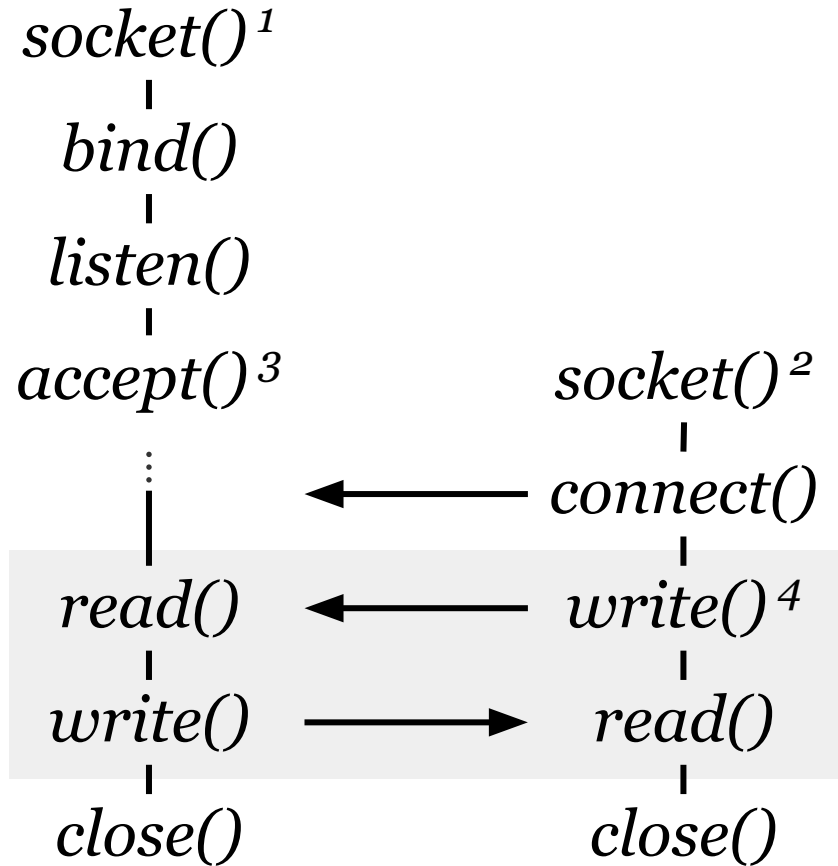 socket()¹
bind()
listen()
accept()³
read()
write()
close()
socket()²
connect()
write()⁴
read()
close()